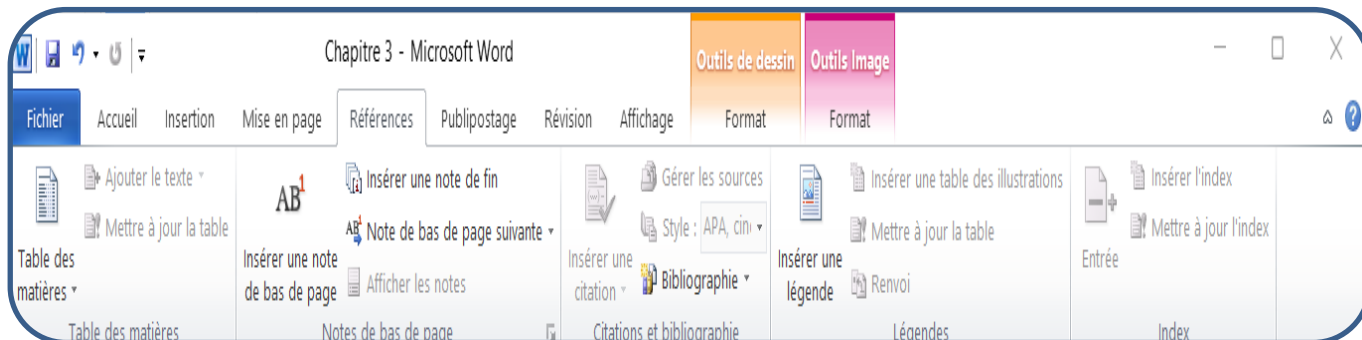 Chapitre 3 - Microsoft Word
Outils de dessin
Outils Image
Fichier
Accueil
Insertion
Mise en page
Références
Publipostage
Révision
Affichage
Format
Format
Table des
matières
Ajouter le texte
Mettre à jour la table
Table des matières
AB1
Insérer une note
de bas de page
Insérer une note de fin
Note de bas de page suivante
Afficher les notes
Notes de bas de page
Insérer une
citation
Gérer les sources
Style : APA, cin
Bibliographie
Citations et bibliographie
Insérer une
légende
Insérer une table des illustrations
Mettre à jour la table
Renvoi
Légendes
Entrée
Insérer l'index
Mettre à jour l'index
Index